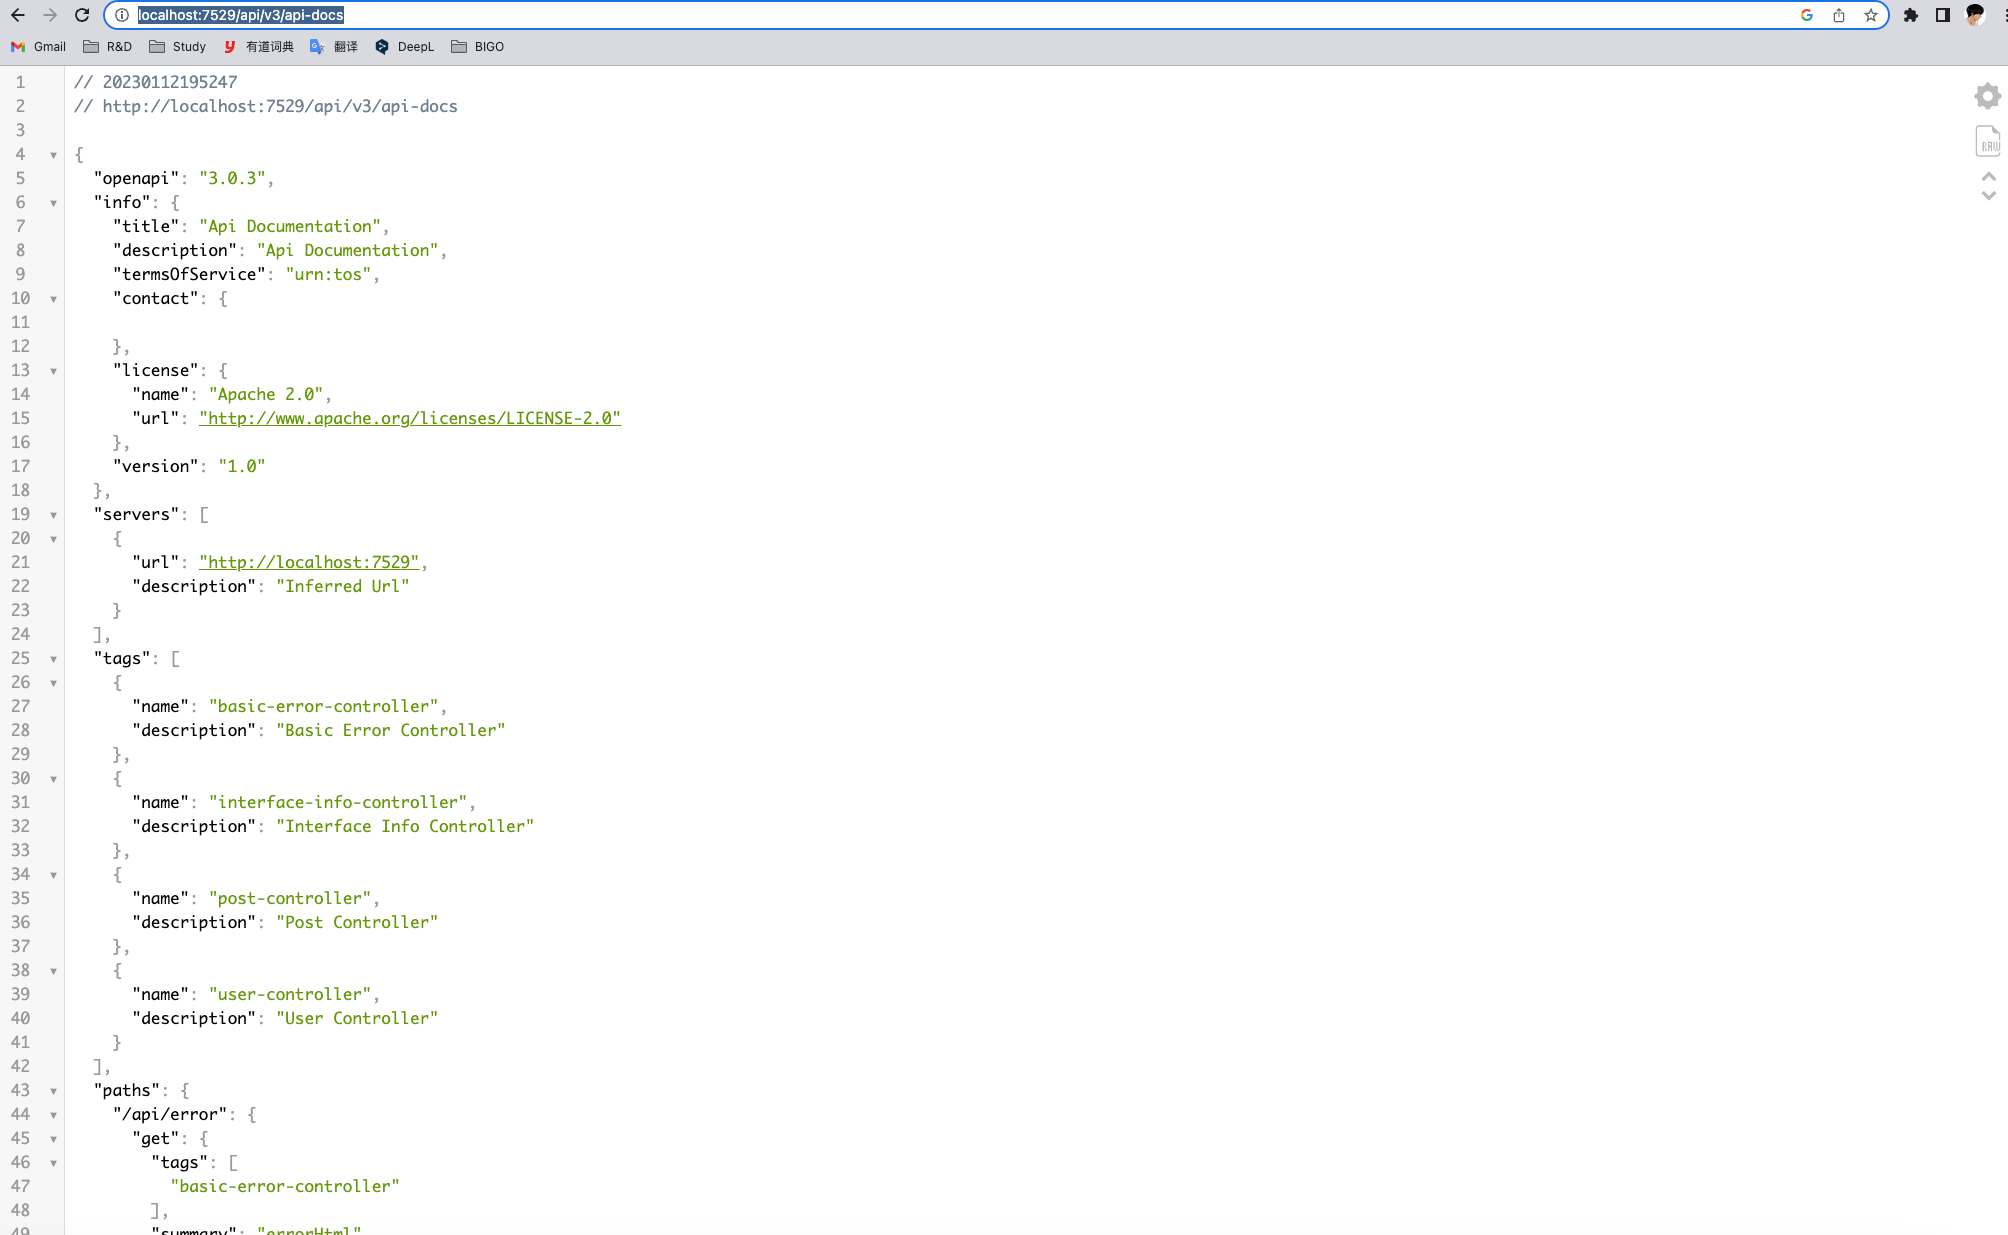 localhost:7529/api/v3/api-docs
Gmail R&D Study 有道词典 翻译 DeepL BIGO
1 // 20230112195247
2 // http://localhost:7529/api/v3/api-docs
3
4 {
5 "openapi": "3.0.3",
6 "info": {
7 "title": "Api Documentation",
8 "description": "Api Documentation",
9 "termsOfService": "urn:tos",
10 "contact": {
11
12 },
13 "license": {
14 "name": "Apache 2.0",
15 "url": "http://www.apache.org/licenses/LICENSE-2.0"
16 },
17 "version": "1.0"
18 },
19 "servers": [
20 {
21 "url": "http://localhost:7529",
22 "description": "Inferred Url"
23 }
24 ],
25 "tags": [
26 {
27 "name": "basic-error-controller",
28 "description": "Basic Error Controller"
29 },
30 {
31 "name": "interface-info-controller",
32 "description": "Interface Info Controller"
33 },
34 {
35 "name": "post-controller",
36 "description": "Post Controller"
37 },
38 {
39 "name": "user-controller",
40 "description": "User Controller"
41 }
42 ],
43 "paths": {
44 "/api/error": {
45 "get": {
46 "tags": [
47 "basic-error-controller"
48 ],
49 "summary": "errorHtml"
RAW